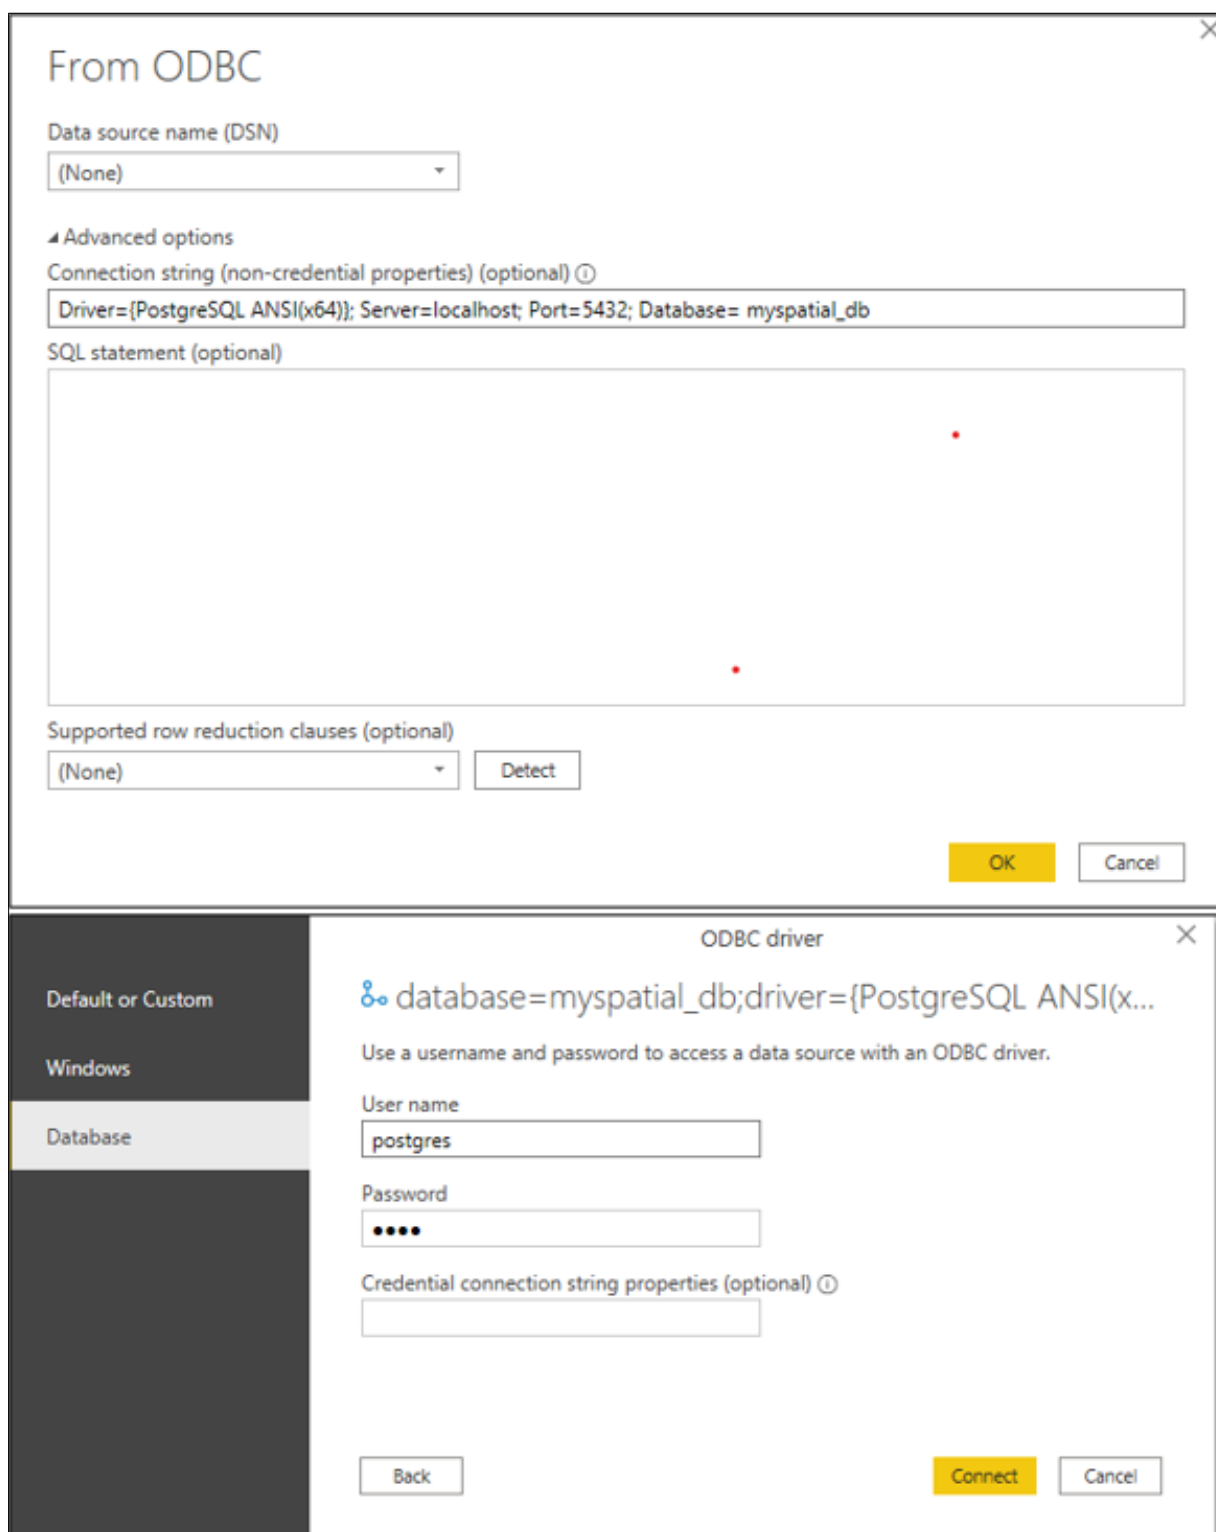 From ODBC
Data source name (DSN)
(None)
Advanced options
Connection string (non-credential properties) (optional)
Driver={PostgreSQL ANSI(x64)}; Server=localhost; Port=5432; Database= myspatial_db
SQL statement (optional)
Supported row reduction clauses (optional)
(None) Detect
OK Cancel
ODBC driver
Default or Custom
Windows
Database
database=myspatial_db;driver={PostgreSQL ANSI(x...
Use a username and password to access a data source with an ODBC driver.
User name
postgres
Password
••••
Credential connection string properties (optional)
Back Connect Cancel